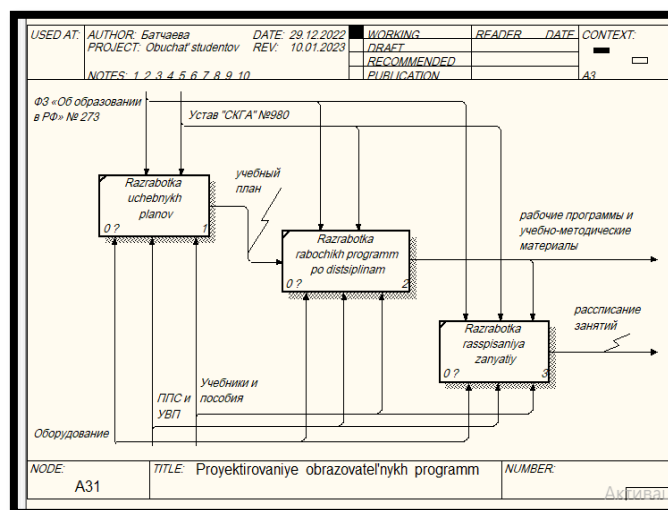 USED AT: AUTHOR: Батчаева DATE: 29.12.2022 WORKING READER DATE CONTEXT:
PROJECT: Obuchat' studentov REV: 10.01.2023 DRAFT
RECOMMENDED
NOTES: 1 2 3 4 5 6 7 8 9 10 PUBLICATION A3
ФЗ «Об образовании
в РФ» № 273
Устав "СКГА" №980
учебный
план
Razrabotka
uchebnykh
planov
0 ? 1
Razrabotka
rabochikh programm
po distsiplinam
0 ? 2
рабочие программы и
учебно-методические
материалы
рассписание
занятий
Razrabotka
rasspisaniya
zanyatiy
0 ? 3
Учебники и
пособия
ППС и
УВП
Оборудование
NODE: TITLE: Proyektirovaniye obrazovatel'nykh programm NUMBER:
A31